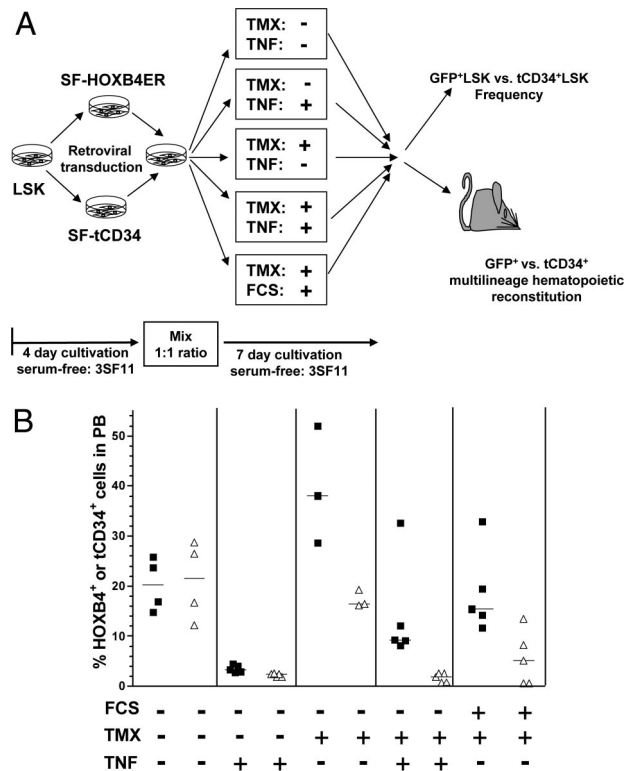 A
SF-HOXB4ER
LSK
Retroviral
transduction
SF-tCD34
TMX: -
TNF: -
TMX: -
TNF: +
TMX: +
TNF: -
TMX: +
TNF: +
TMX: +
FCS: +
GFP+LSK vs. tCD34+LSK
Frequency
GFP+ vs. tCD34+
multilineage hematopoietic
reconstitution
4 day cultivation
serum-free: 3SF11
Mix
1:1 ratio
7 day cultivation
serum-free: 3SF11
B
% HOXB4+ or tCD34+ cells in PB
50
40
30
20
10
0
FCS - - - - - - - - + +
TMX - - - - + + + + + +
TNF - - + + - - + + - -